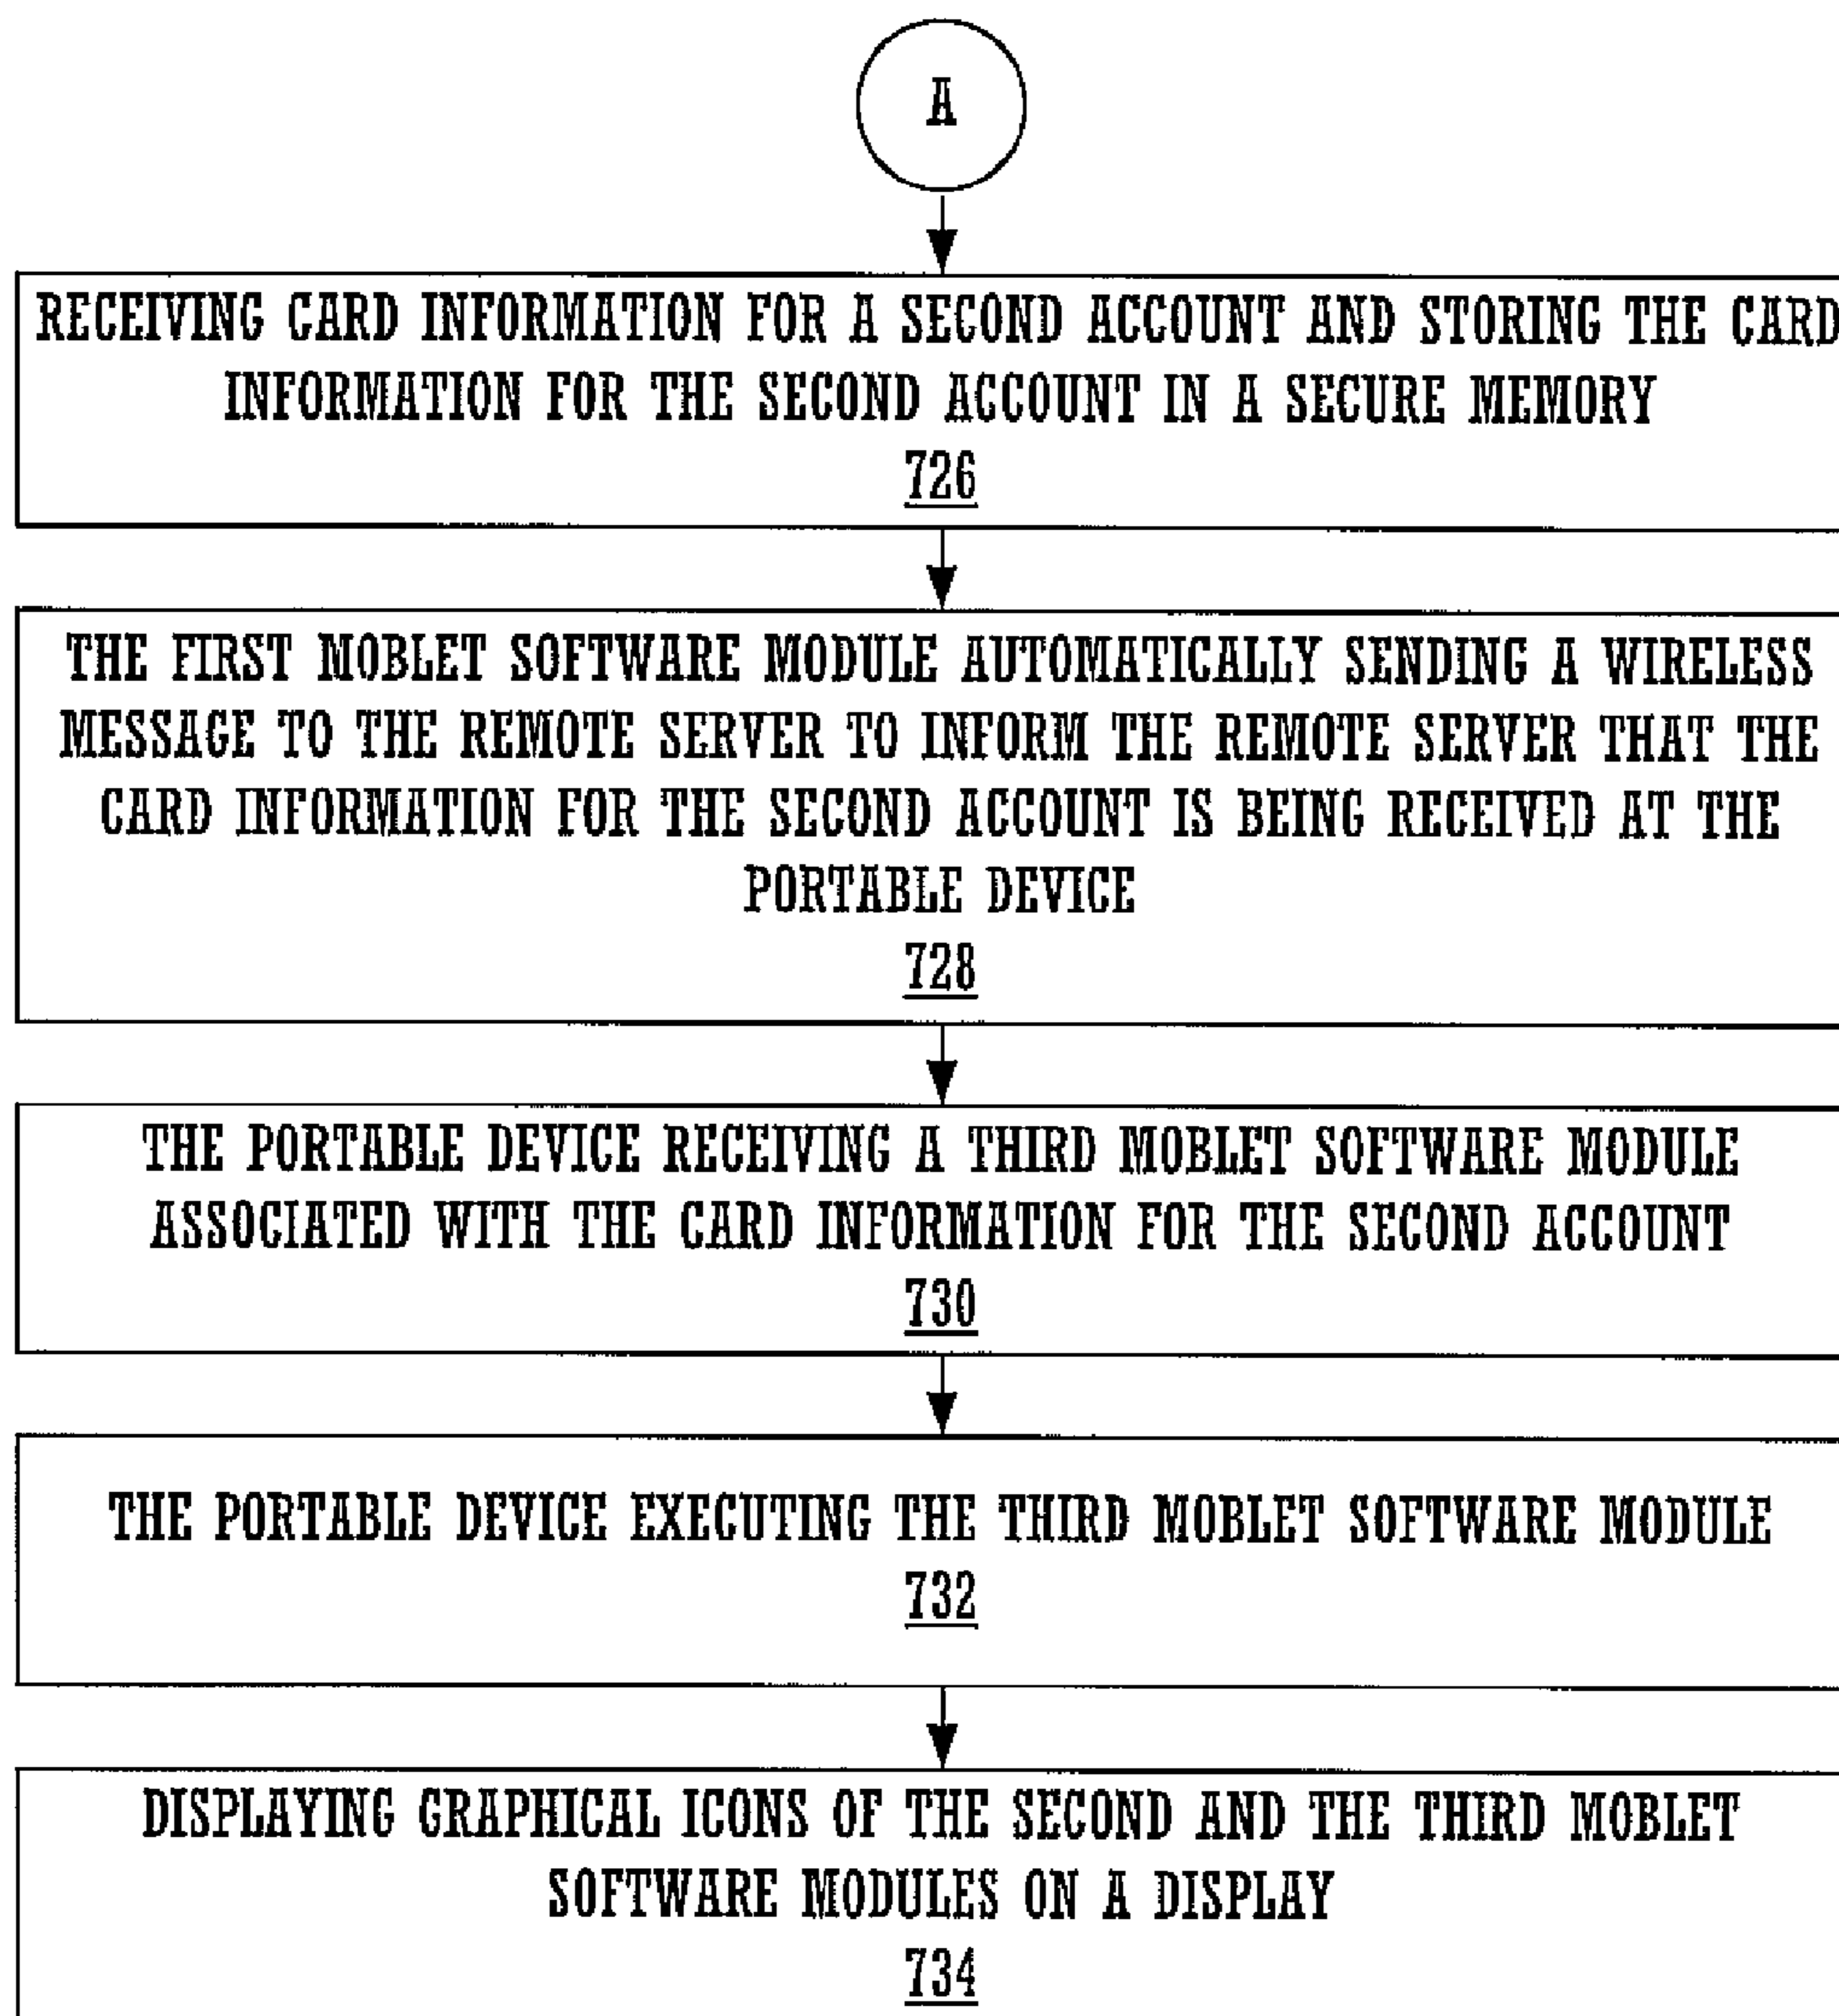 A
RECEIVING CARD INFORMATION FOR A SECOND ACCOUNT AND STORING THE CARD
INFORMATION FOR THE SECOND ACCOUNT IN A SECURE MEMORY
726
THE FIRST MOBLET SOFTWARE MODULE AUTOMATICALLY SENDING A WIRELESS
MESSAGE TO THE REMOTE SERVER TO INFORM THE REMOTE SERVER THAT THE
CARD INFORMATION FOR THE SECOND ACCOUNT IS BEING RECEIVED AT THE
PORTABLE DEVICE
728
THE PORTABLE DEVICE RECEIVING A THIRD MOBLET SOFTWARE MODULE
ASSOCIATED WITH THE CARD INFORMATION FOR THE SECOND ACCOUNT
730
THE PORTABLE DEVICE EXECUTING THE THIRD MOBLET SOFTWARE MODULE
732
DISPLAYING GRAPHICAL ICONS OF THE SECOND AND THE THIRD MOBLET
SOFTWARE MODULES ON A DISPLAY
734